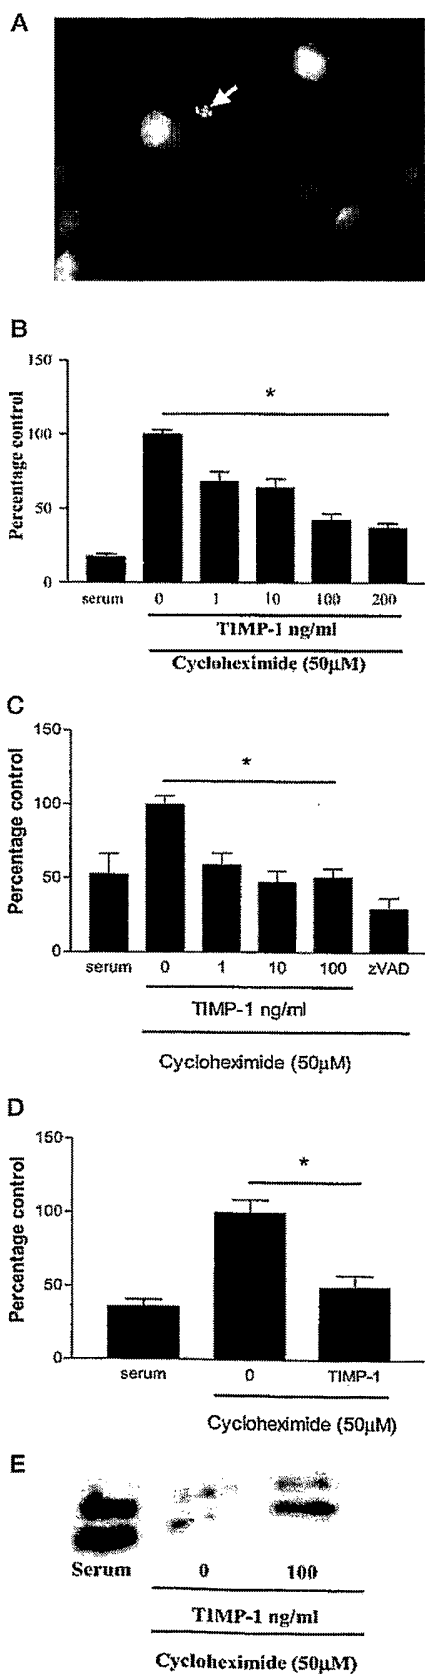 A
B
150
Percentage control
100
50
0
*
serum 0 1 10 100 200
TIMP-1 ng/ml
Cycloheximide (50µM)
C
150
Percentage control
100
50
0
*
serum 0 1 10 100 zVAD
TIMP-1 ng/ml
Cycloheximide (50µM)
D
150
Percentage control
100
50
0
*
serum 0 TIMP-1
Cycloheximide (50µM)
E
Serum 0 100
TIMP-1 ng/ml
Cycloheximide (50µM)